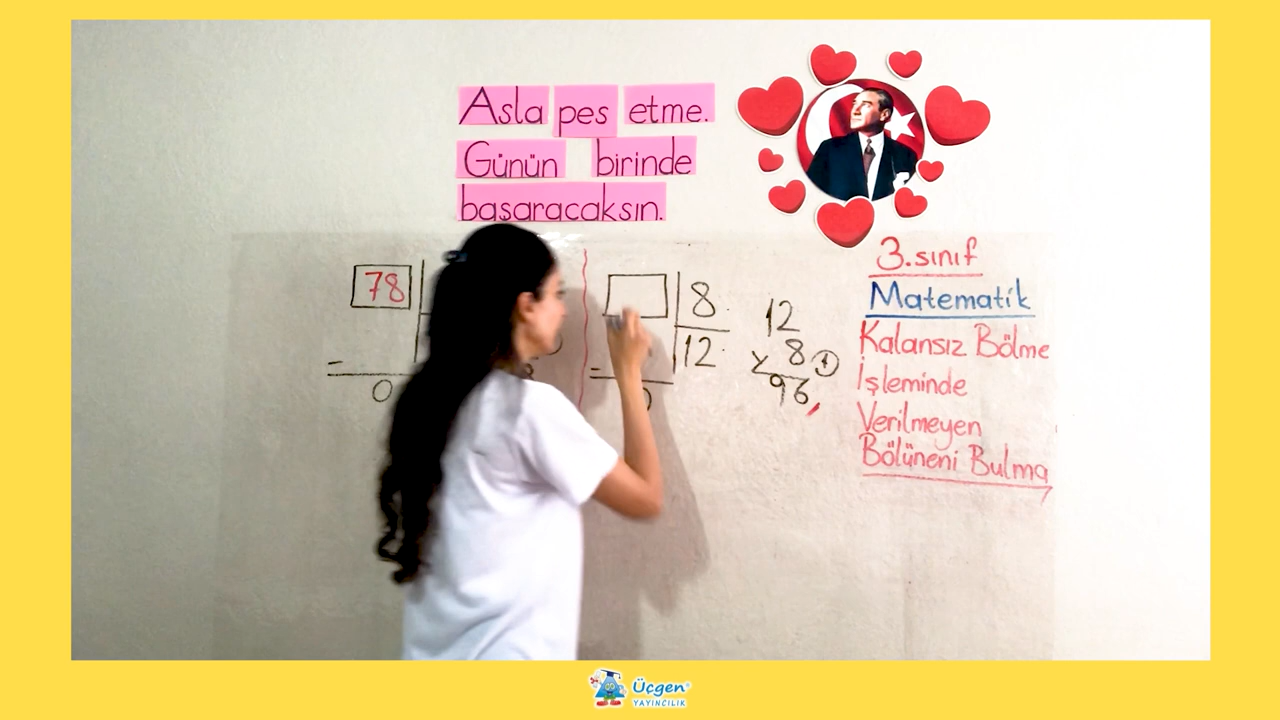 Asla pes etme.
Günün birinde
başaracaksın.
3.sınıf
Matematik
Kalansız Bölme
İşleminde
Verilmeyen
Bölüneni Bulma
78
0
8
12
12
x 8
96
Üçgen
YAYINCILIK